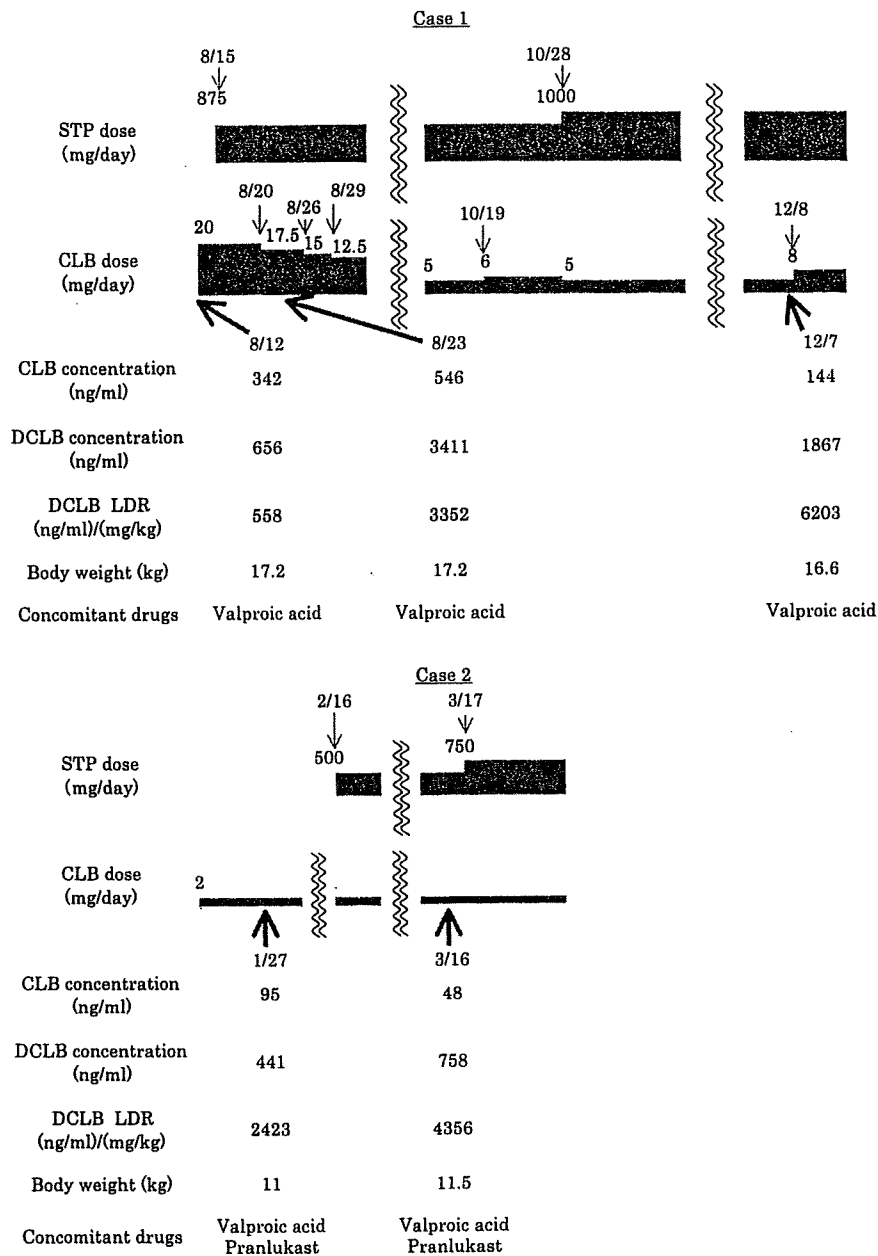 Case 1
8/15
10/28
875
1000
STP dose
(mg/day)
8/20
8/26
8/29
10/19
12/8
20
17.5
15
12.5
5
6
5
8
CLB dose
(mg/day)
8/12
8/23
12/7
CLB concentration
(ng/ml)
342
546
144
DCLB concentration
(ng/ml)
656
3411
1867
DCLB LDR
(ng/ml)/(mg/kg)
558
3352
6203
Body weight (kg)
17.2
17.2
16.6
Concomitant drugs
Valproic acid
Valproic acid
Valproic acid
Case 2
2/16
3/17
500
750
STP dose
(mg/day)
2
CLB dose
(mg/day)
1/27
3/16
CLB concentration
(ng/ml)
95
48
DCLB concentration
(ng/ml)
441
758
DCLB LDR
(ng/ml)/(mg/kg)
2423
4356
Body weight (kg)
11
11.5
Concomitant drugs
Valproic acid
Pranlukast
Valproic acid
Pranlukast